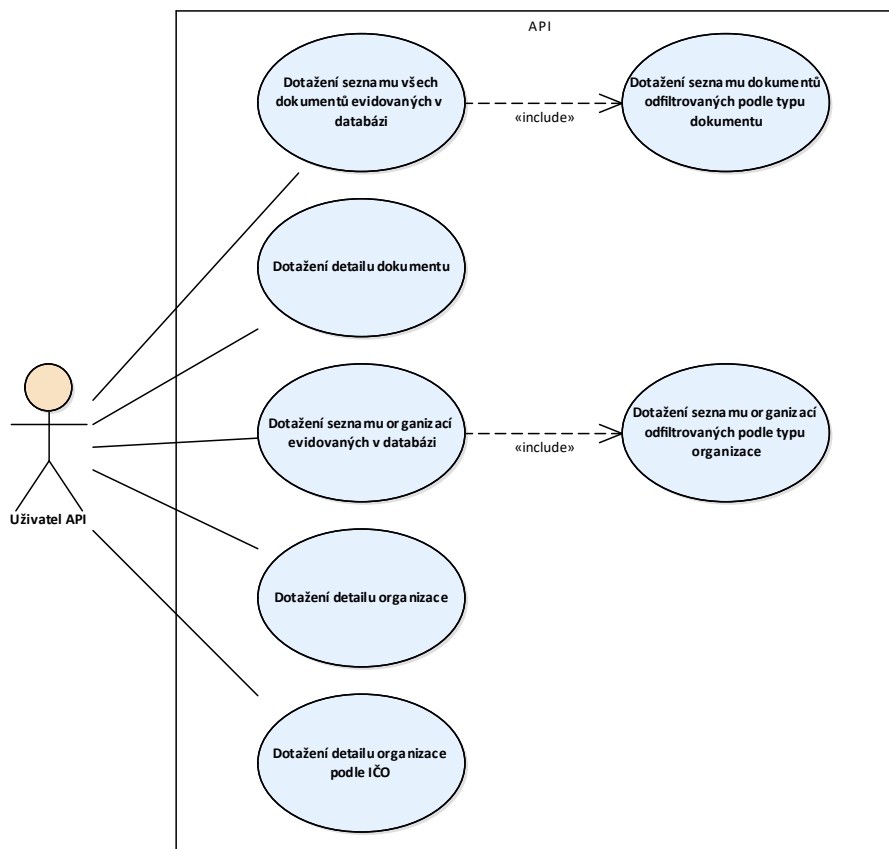 API
Dotažení seznamu všech
dokumentů evidovaných v
databázi
«include»
Dotažení seznamu dokumentů
odfiltrovaných podle typu
dokumentu
Dotažení detailu dokumentu
Dotažení seznamu organizací
evidovaných v databázi
«include»
Dotažení seznamu organizací
odfiltrovaných podle typu
organizace
Uživatel API
Dotažení detailu organizace
Dotažení detailu organizace
podle IČO